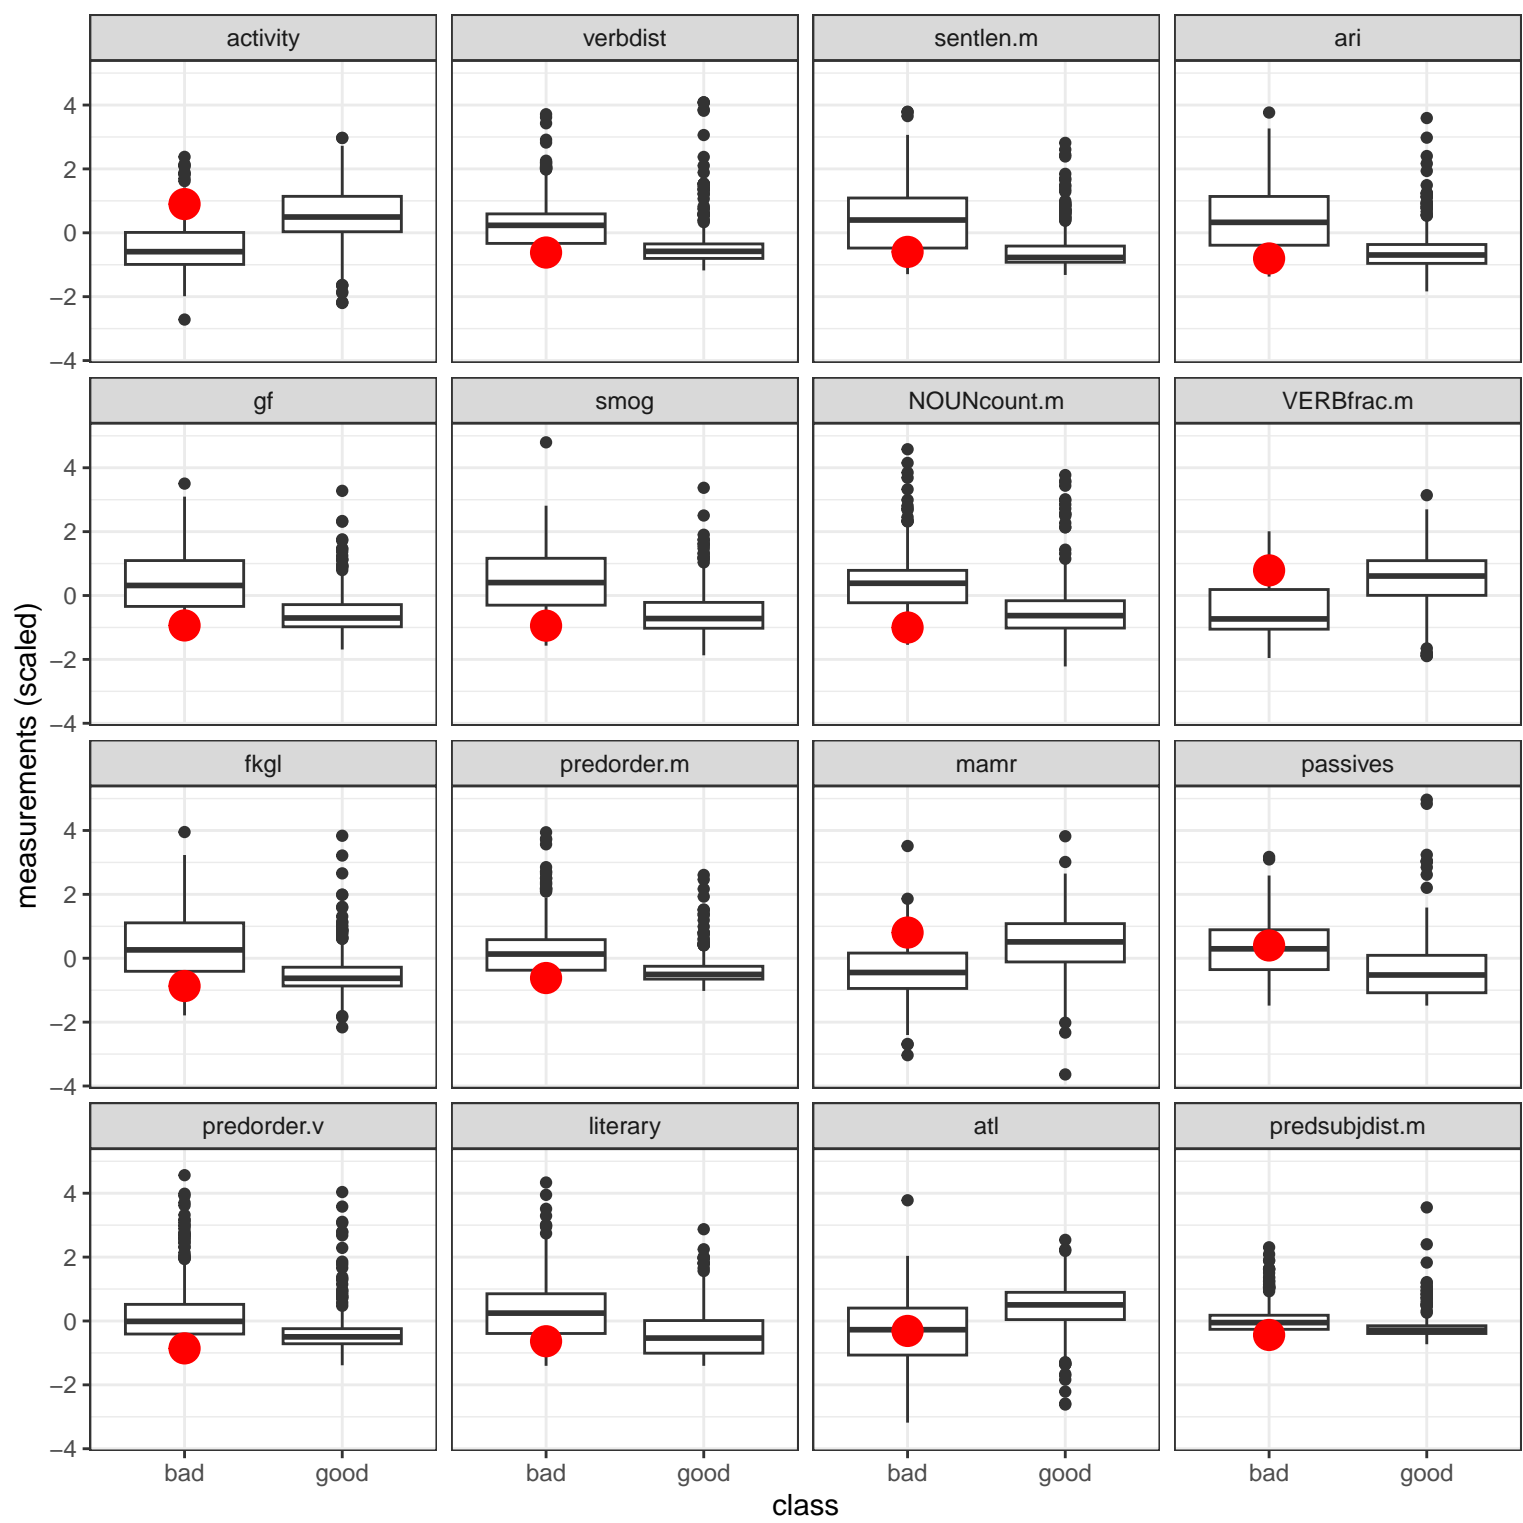 activity verbdist sentlen.m ari
4
2
0
−2
−4
gf smog NOUNcount.m VERBfrac.m
4
2
0
−2
−4
measurements (scaled)
fkgl predorder.m mamr passives
4
2
0
−2
−4
predorder.v literary atl predsubjdist.m
4
2
0
−2
−4
bad good bad good bad good bad good
class